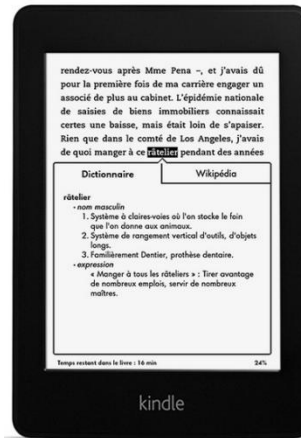 rendez-vous après Mme Pena –, et j'avais dû
pour la première fois de ma carrière engager un
associé de plus au cabinet. L'épidémie nationale
de saisies de biens immobiliers connaissait
certes une baisse, mais était loin de s'apaiser.
Rien que dans le comté de Los Angeles, j'avais
de quoi manger à ce râtelier pendant des années
Dictionnaire Wikipédia
râtelier
• nom masculin
1. Système à claires-voies où l'on stocke le foin
que l'on donne aux animaux.
2. Système de rangement vertical d'outils, d'objets
longs.
3. Familièrement Dentier, prothèse dentaire.
• expression
« Manger à tous les râteliers » : Tirer avantage
de nombreux emplois, servir de nombreux
maîtres.
Temps restant dans le livre : 16 min 24%
kindle